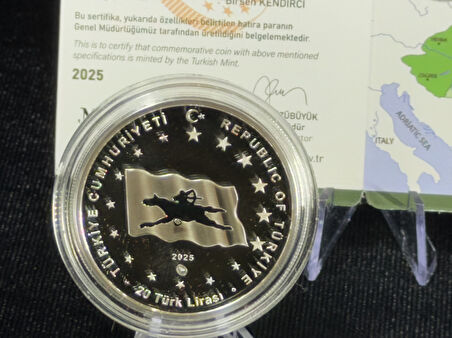 Birsen KENDİRCİ
Bu sertifika, yukarıda özellikleri belirtilen hatıra paranın
Genel Müdürlüğümüz tarafından üretildiğini belgelemektedir.
This is to certify that commemorative coin with above mentioned
specifications is minted by the Turkish Mint.
2025
TÜRKİYE CUMHURİYETİ
REPUBLIC OF TÜRKİYE
2025
20 Türk Lirası
ZAGREB
ADRIATIC SEA
ITALY